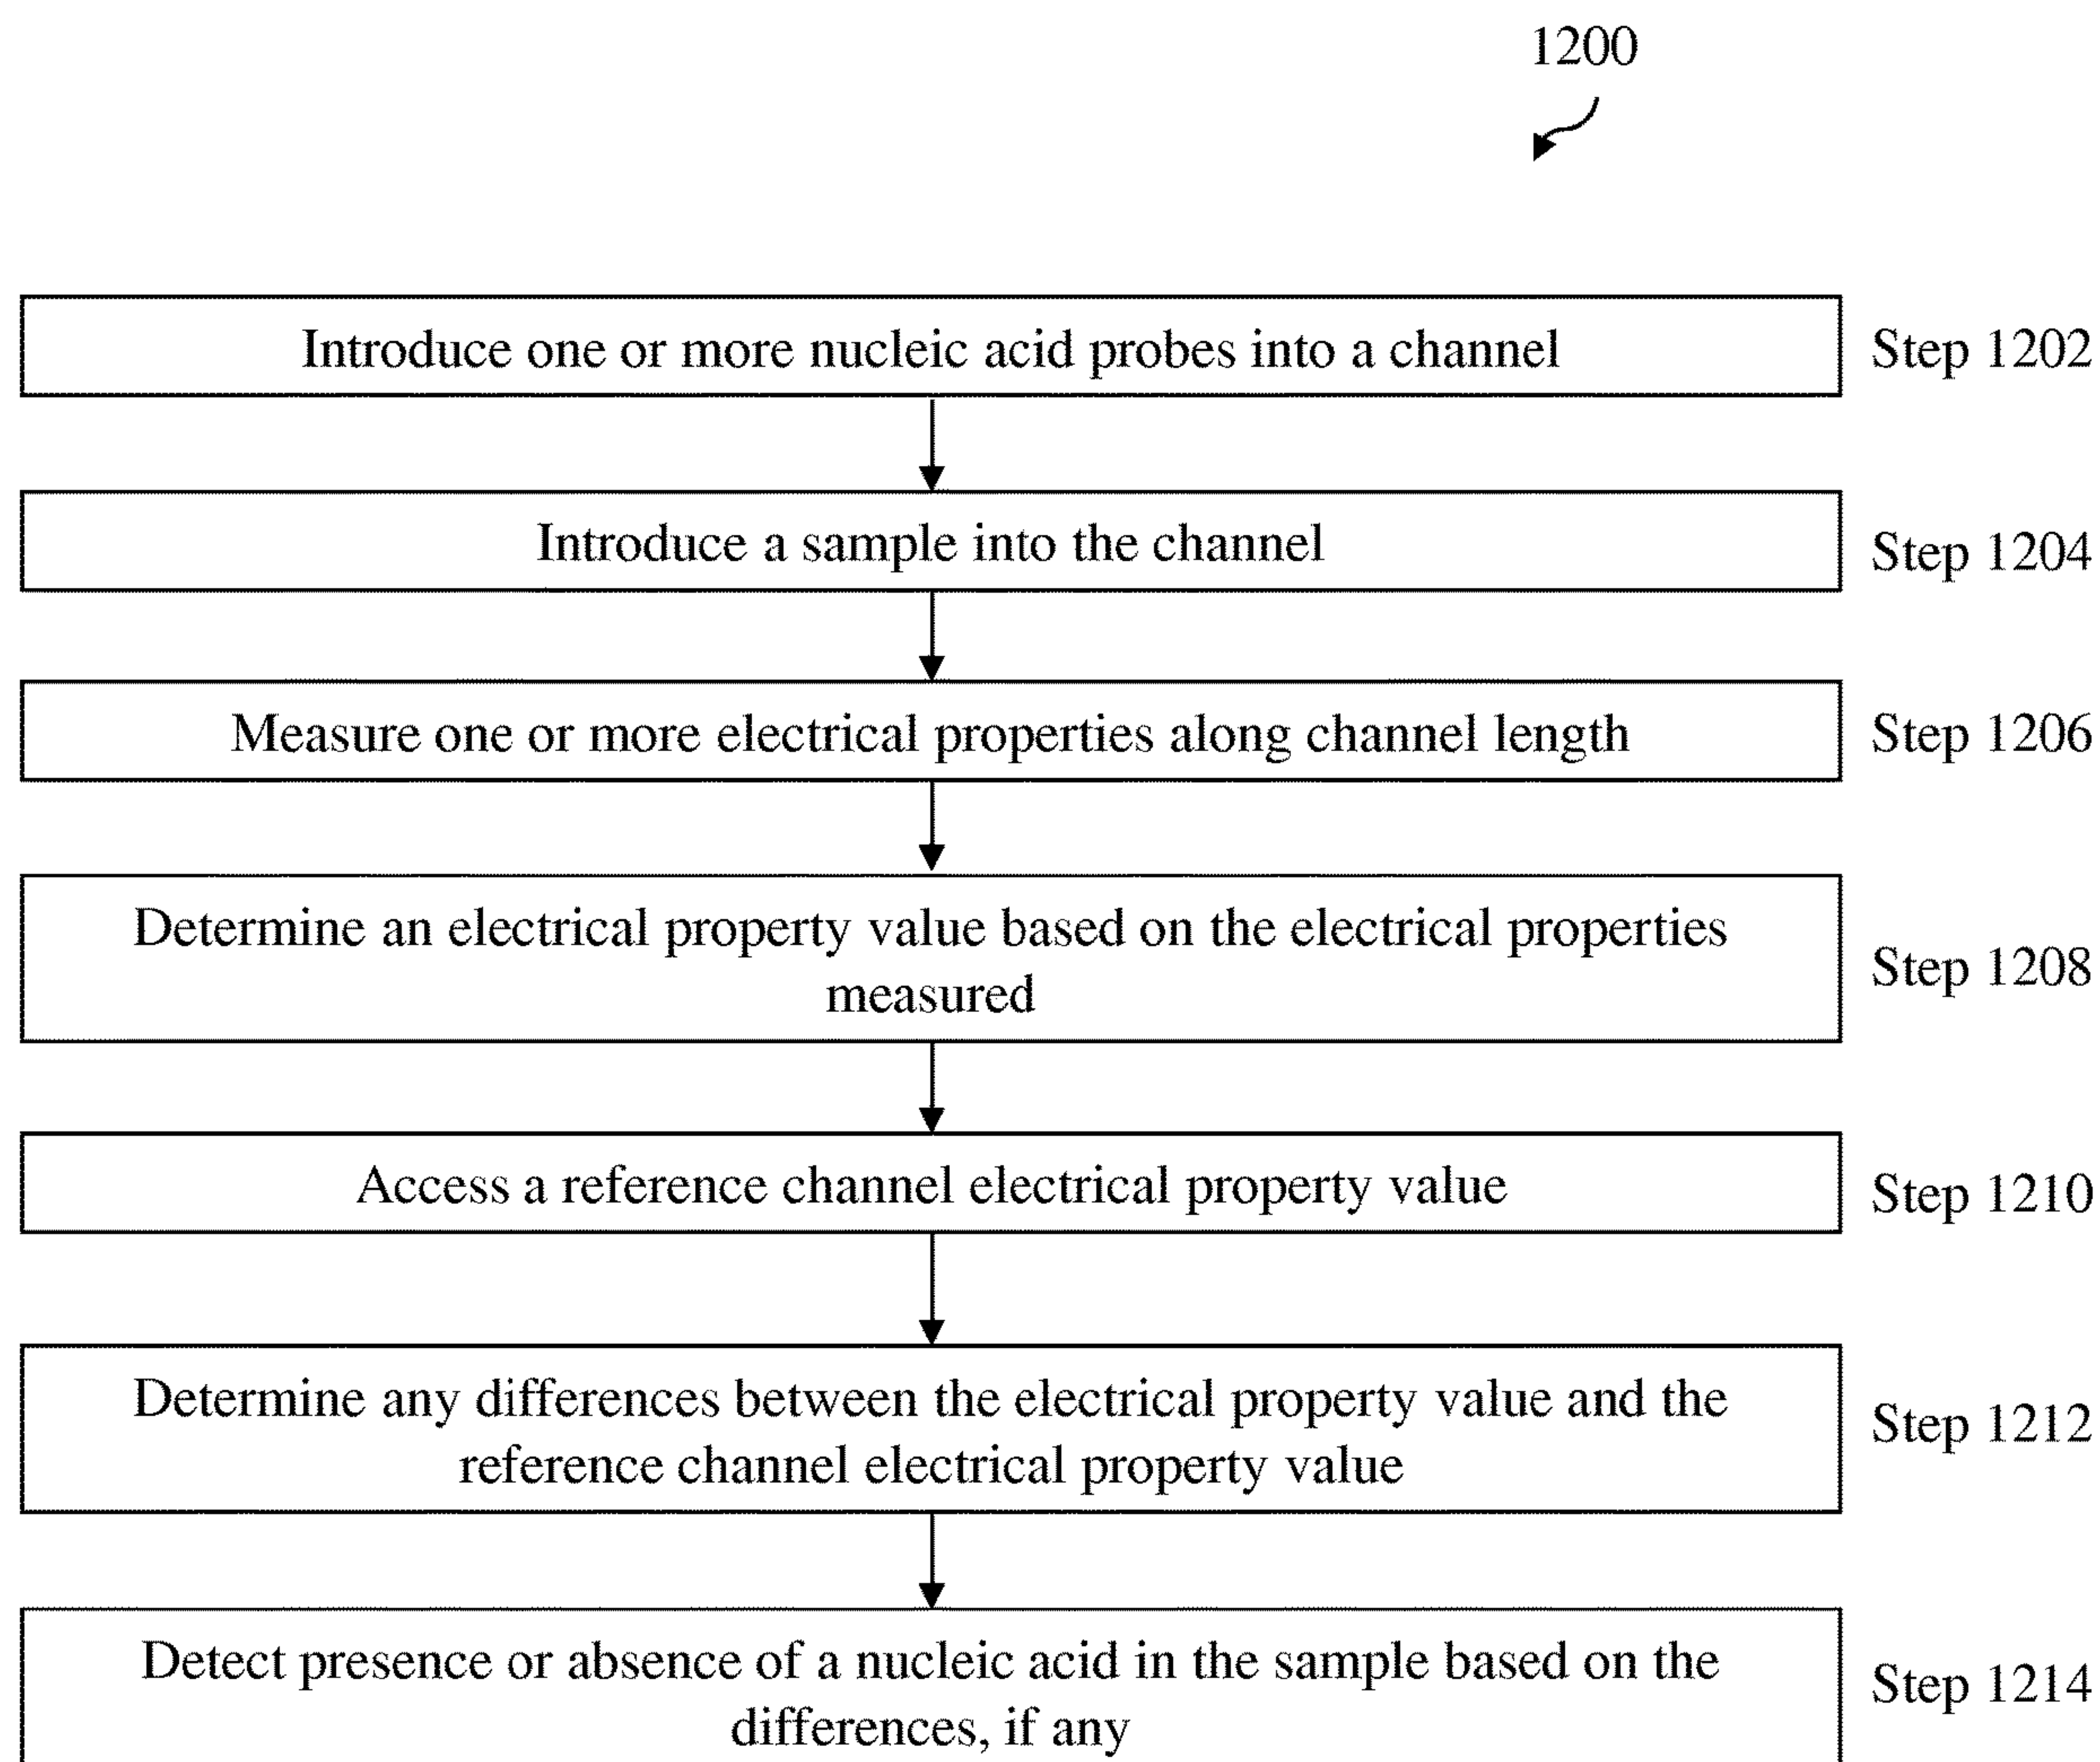 1200
Introduce one or more nucleic acid probes into a channel
Step 1202
Introduce a sample into the channel
Step 1204
Measure one or more electrical properties along channel length
Step 1206
Determine an electrical property value based on the electrical properties
measured
Step 1208
Access a reference channel electrical property value
Step 1210
Determine any differences between the electrical property value and the
reference channel electrical property value
Step 1212
Detect presence or absence of a nucleic acid in the sample based on the
differences, if any
Step 1214